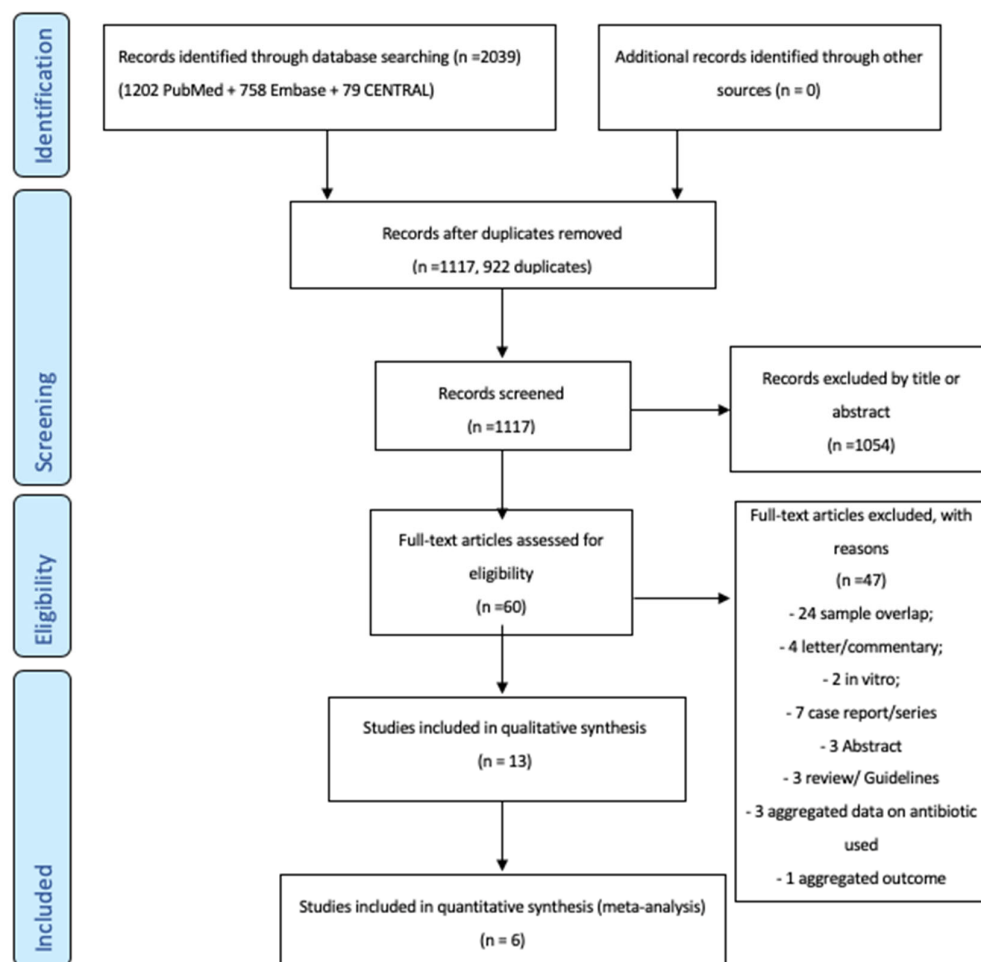 Identification
Records identified through database searching (n =2039)
(1202 PubMed + 758 Embase + 79 CENTRAL)
Additional records identified through other
sources (n = 0)
Screening
Records after duplicates removed
(n =1117, 922 duplicates)
Records screened
(n =1117)
Records excluded by title or
abstract
(n =1054)
Eligibility
Full-text articles assessed for
eligibility
(n =60)
Full-text articles excluded, with
reasons
(n =47)
- 24 sample overlap;
- 4 letter/commentary;
- 2 in vitro;
- 7 case report/series
- 3 Abstract
- 3 review/ Guidelines
- 3 aggregated data on antibiotic
used
- 1 aggregated outcome
Included
Studies included in qualitative synthesis
(n = 13)
Studies included in quantitative synthesis (meta-analysis)
(n = 6)